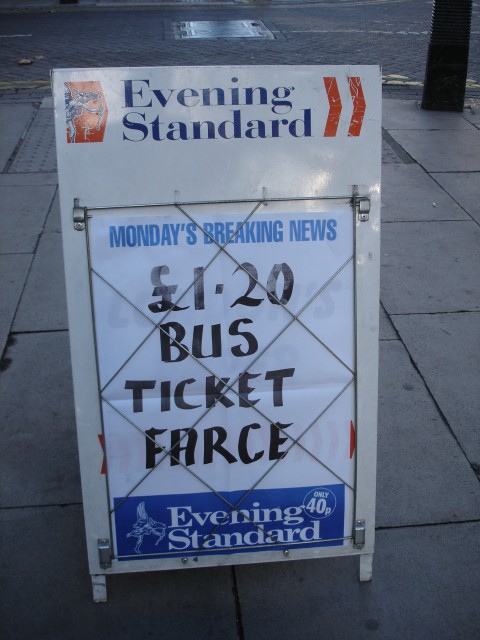 Evening
Standard
MONDAY'S BREAKING NEWS
£1.20
BUS
TICKET
FARCE
Evening
Standard
ONLY
40p